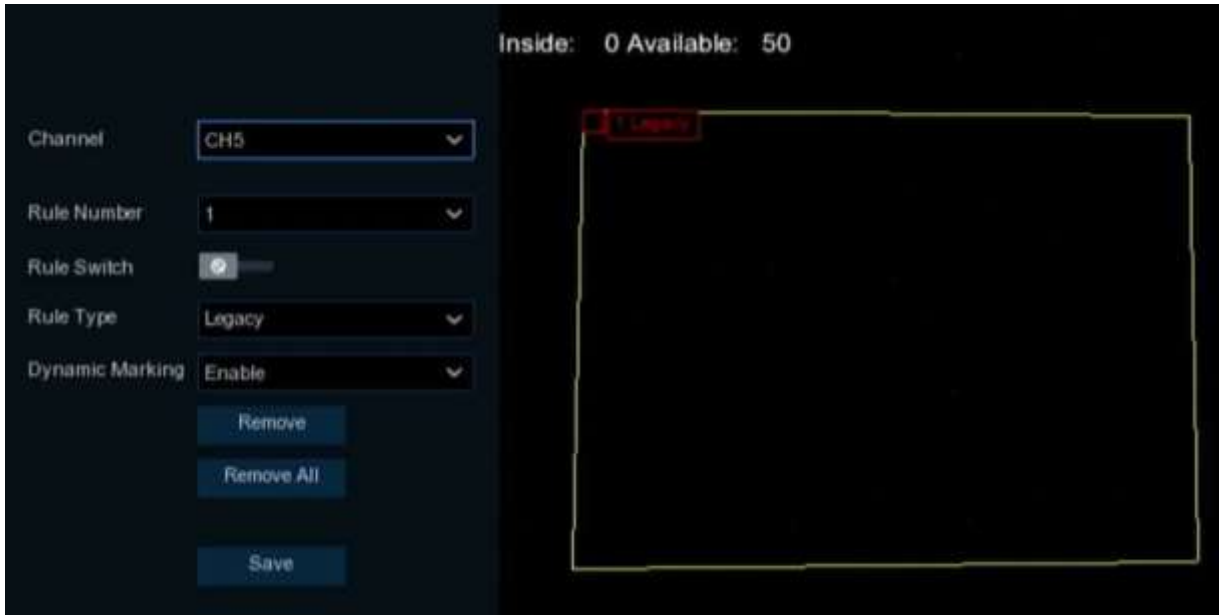 Inside: 0 Available: 50
1 Legacy
Channel CH5
Rule Number 1
Rule Switch
Rule Type Legacy
Dynamic Marking Enable
Remove
Remove All
Save